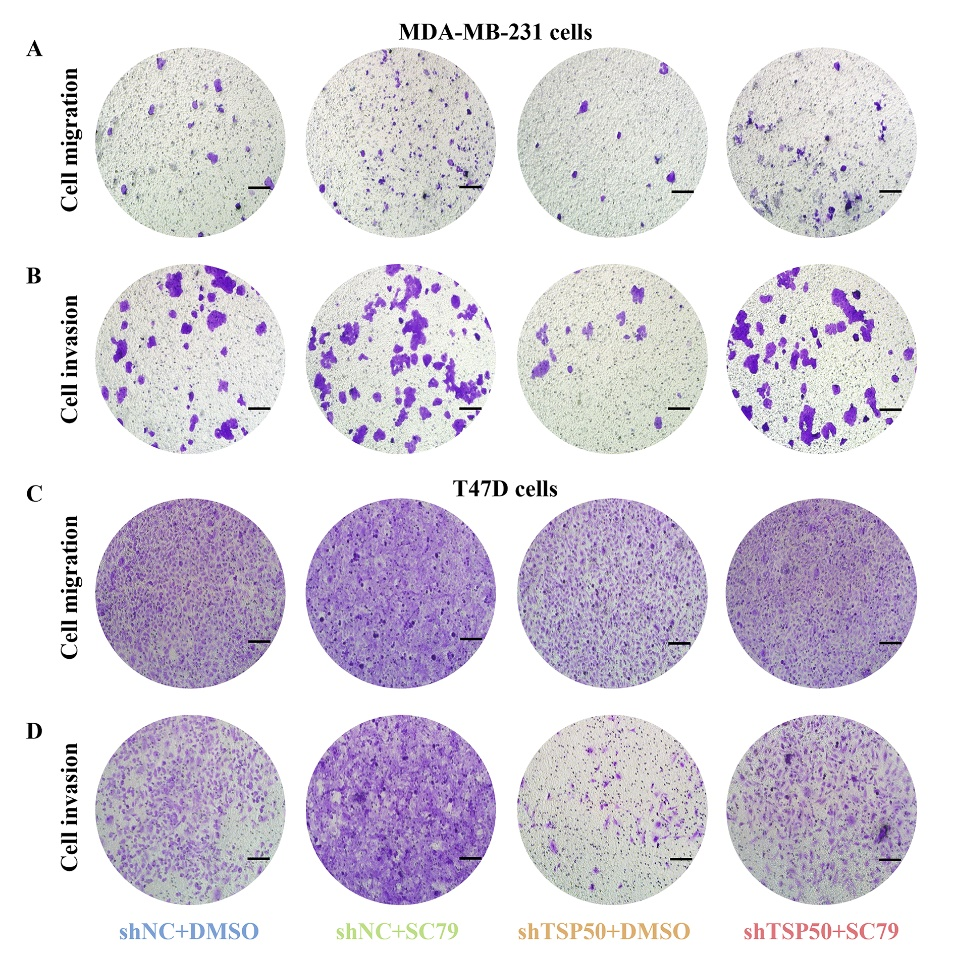 MDA-MB-231 cells
A
Cell migration
B
Cell invasion
T47D cells
C
Cell migration
D
Cell invasion
shNC+DMSO
shNC+SC79
shTSP50+DMSO
shTSP50+SC79